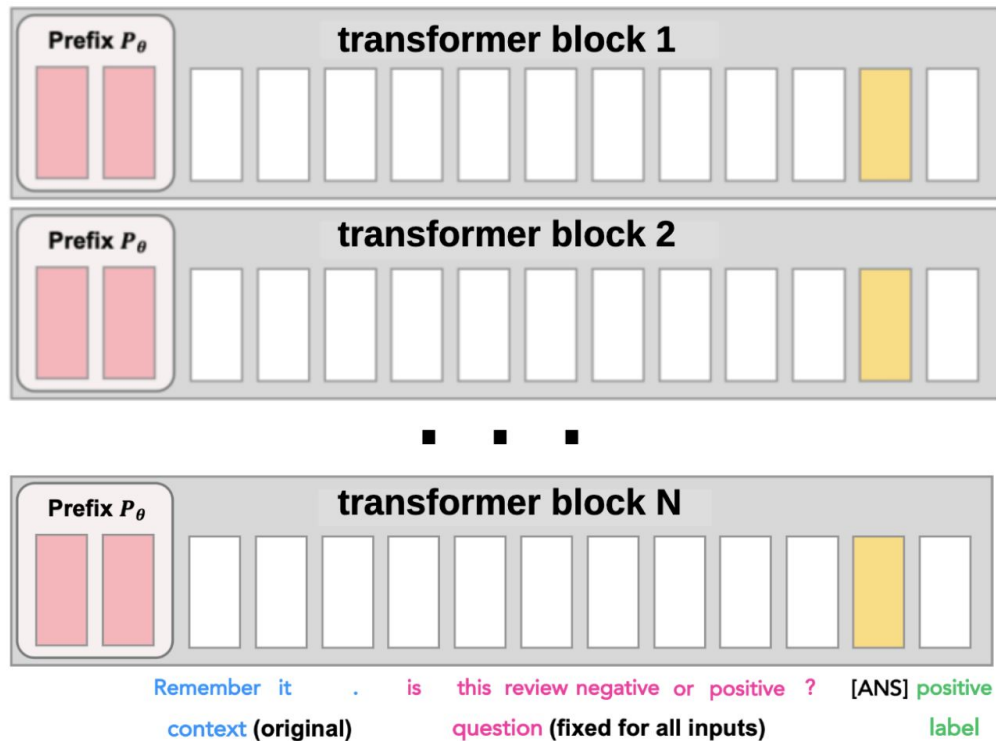 Prefix Pθ transformer block 1
Prefix Pθ transformer block 2
. . .
Prefix Pθ transformer block N
Remember it . is this review negative or positive ? [ANS] positive
context (original) question (fixed for all inputs) label